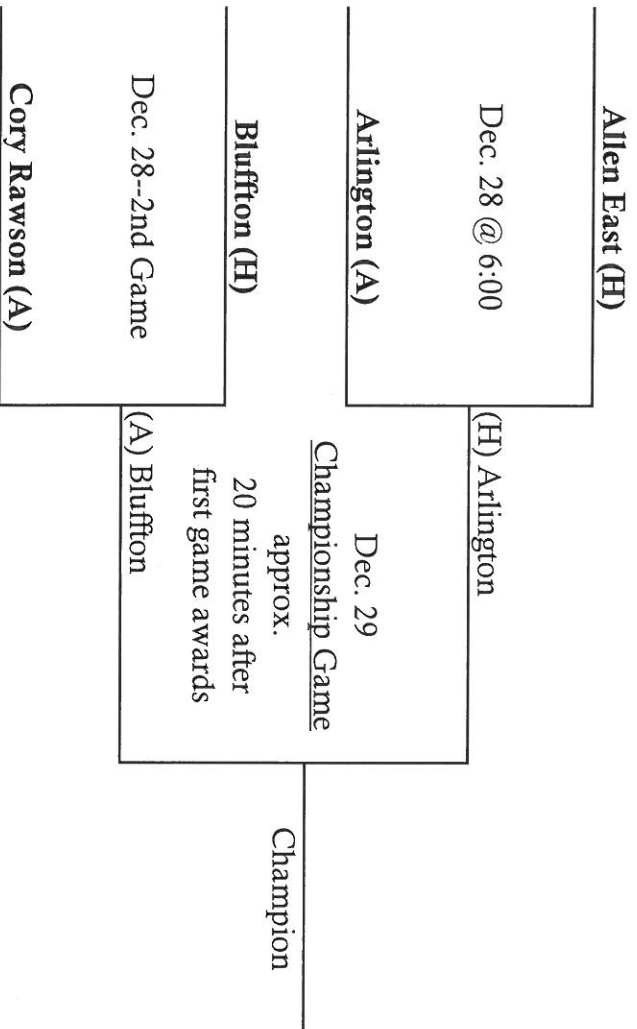 Allen East (H)
Dec. 28 @ 6:00
Arlington (A)
(H) Arlington
Dec. 29
Championship Game
approx.
20 minutes after
first game awards
Bluffton (H)
Dec. 28--2nd Game
Cory Rawson (A)
(A) Bluffton
Champion